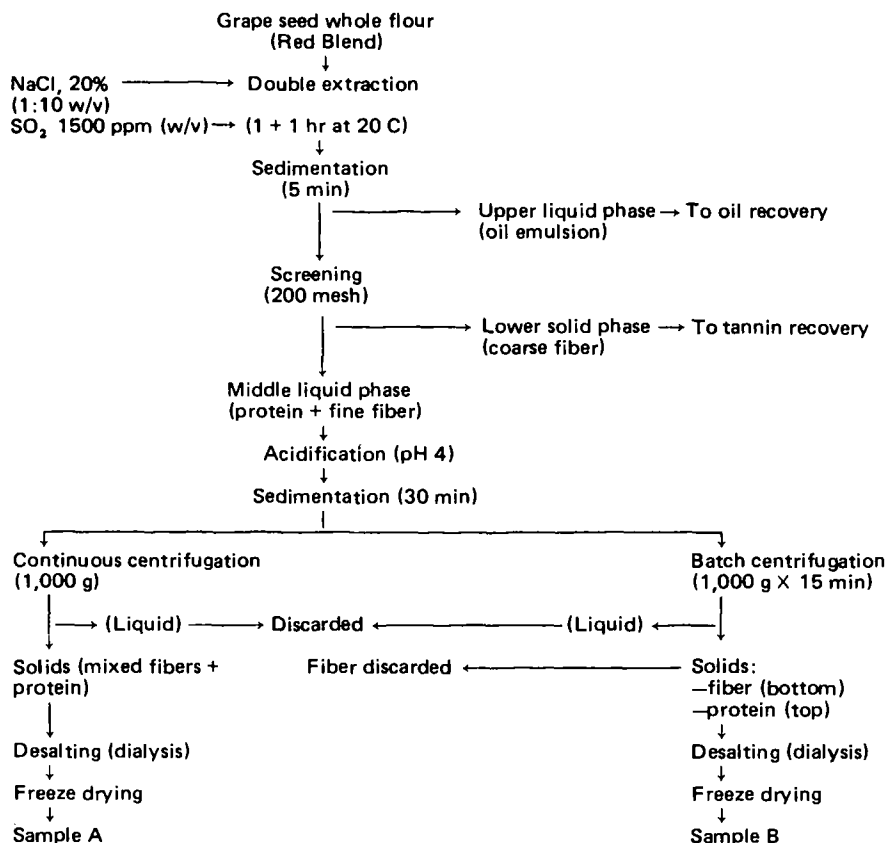 Grape seed whole flour
(Red Blend)
NaCl, 20%
(1:10 w/v)
Double extraction
SO₂ 1500 ppm (w/v)
(1 + 1 hr at 20 C)
Sedimentation
(5 min)
Upper liquid phase
(oil emulsion)
To oil recovery
Screening
(200 mesh)
Lower solid phase
(coarse fiber)
To tannin recovery
Middle liquid phase
(protein + fine fiber)
Acidification (pH 4)
Sedimentation (30 min)
Continuous centrifugation
(1,000 g)
Batch centrifugation
(1,000 g X 15 min)
(Liquid)
Discarded
(Liquid)
Solids (mixed fibers +
protein)
Fiber discarded
Solids:
—fiber (bottom)
—protein (top)
Desalting (dialysis)
Desalting (dialysis)
Freeze drying
Freeze drying
Sample A
Sample B